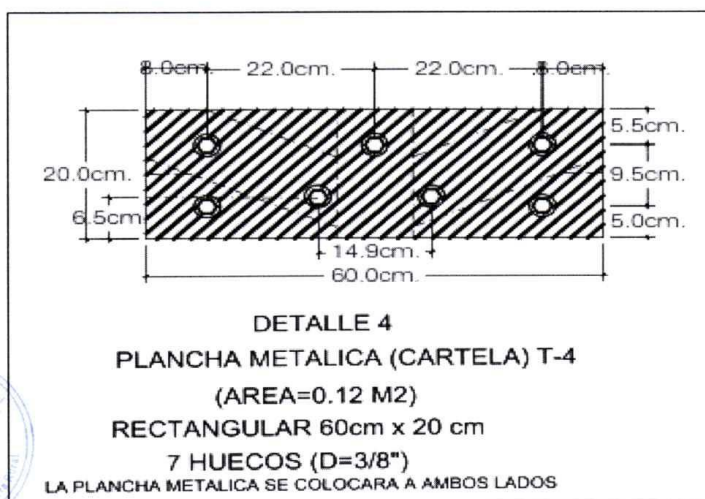 8.0cm. 22.0cm. 22.0cm. 8.0cm.
5.5cm.
20.0cm. 9.5cm.
6.5cm 5.0cm.
14.9cm.
60.0cm.
DETALLE 4
PLANCHA METALICA (CARTELA) T-4
(AREA=0.12 M2)
RECTANGULAR 60cm x 20 cm
7 HUECOS (D=3/8")
LA PLANCHA METALICA SE COLOCARA A AMBOS LADOS